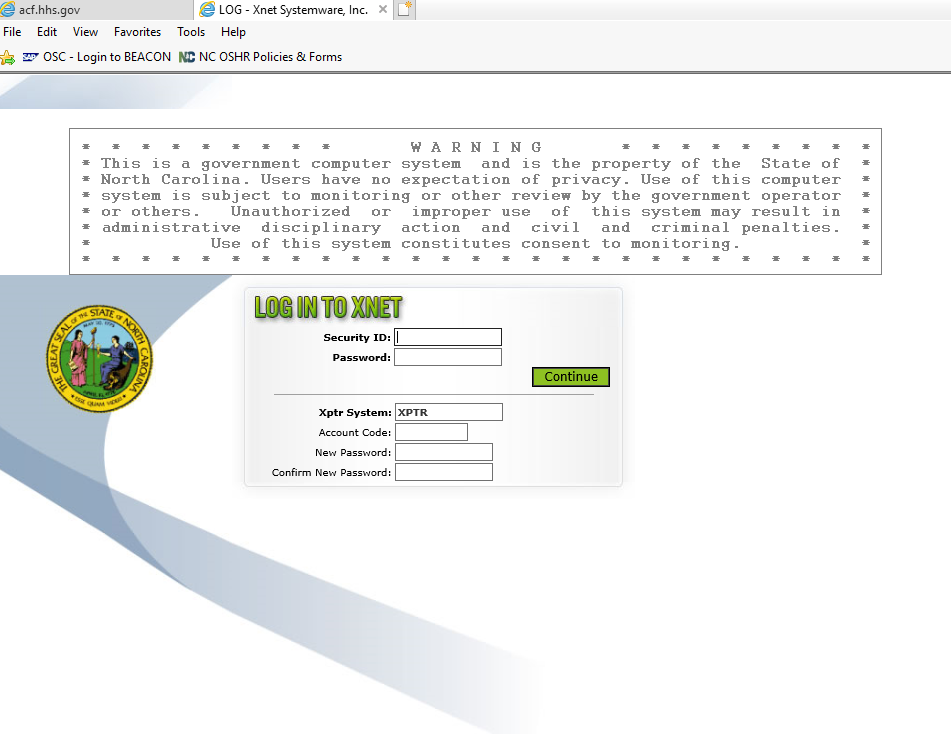 acf.hhs.gov LOG - Xnet Systemware, Inc.
File Edit View Favorites Tools Help
SAP OSC - Login to BEACON NC NC OSHR Policies & Forms
* * * * * * * * * W A R N I N G * * * * * * * * *
* This is a government computer system and is the property of the State of *
* North Carolina. Users have no expectation of privacy. Use of this computer *
* system is subject to monitoring or other review by the government operator *
* or others. Unauthorized or improper use of this system may result in *
* administrative disciplinary action and civil and criminal penalties. *
* Use of this system constitutes consent to monitoring. *
* * * * * * * * * * * * * * * * * * * * * * * * * * *
LOG IN TO XNET
THE GREAT SEAL OF THE STATE OF NORTH CAROLINA
MAY 20, 1775
APRIL 12, 1776
ESSE QUAM VIDERI
Security ID:
Password:
Continue
Xptr System: XPTR
Account Code:
New Password:
Confirm New Password: